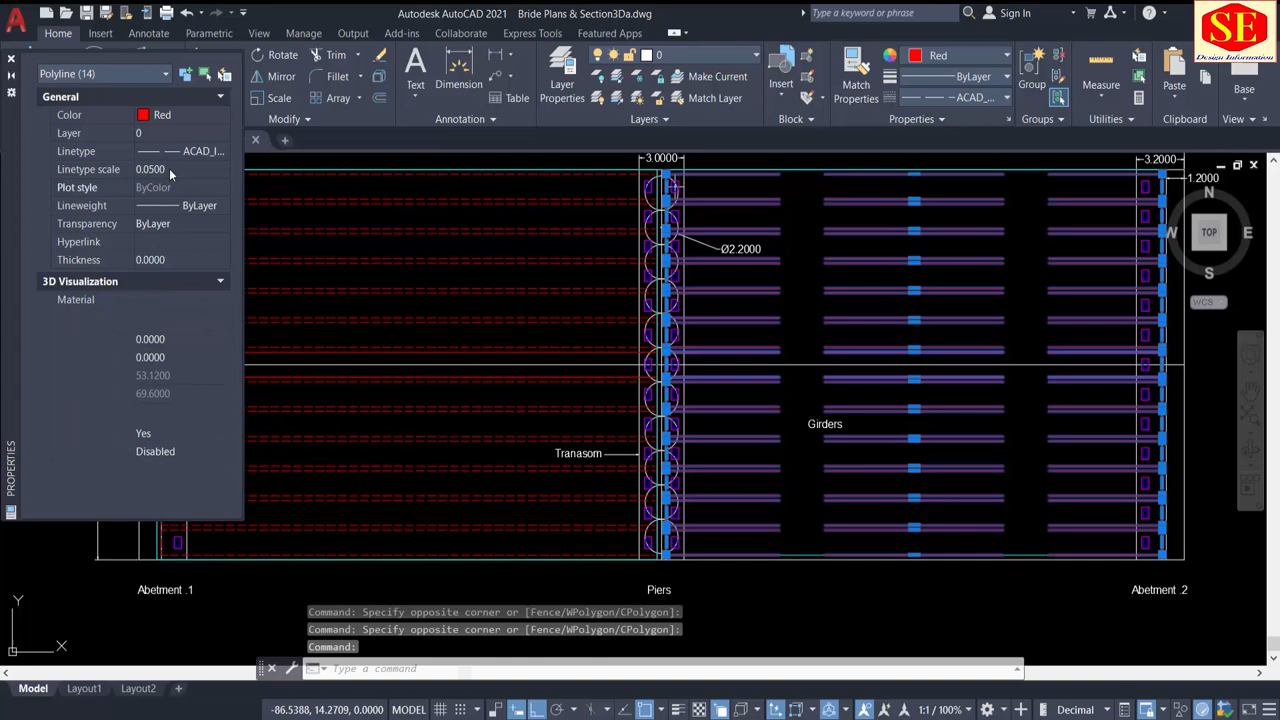 Autodesk AutoCAD 2021 Bride Plans & Section3Da.dwg
Type a keyword or phrase
Sign In
SE
Design Information
Home Insert Annotate Parametric View Manage Output Add-ins Collaborate Express Tools Featured Apps
Rotate Trim
Mirror Fillet
Scale Array
Text
Dimension
Table
Layer
Properties
0
Make Current
Match Layer
Insert
Match
Properties
Red
ByLayer
ACAD_...
Group
Measure
Paste
Base
Modify Annotation Layers Block Properties Groups Utilities Clipboard View
Polyline (14)
General
Color Red
Layer 0
Linetype ACAD_I...
Linetype scale 0.0500
Plot style ByColor
Lineweight ByLayer
Transparency ByLayer
Hyperlink
Thickness 0.0000
3D Visualization
Material
0.0000
0.0000
53.1200
69.6000
Yes
Disabled
PROPERTIES
3.0000
3.2000
1.2000
Ø2.2000
Girders
Tranasom
N
W TOP E
S
WCS
Abetment .1
Piers
Abetment .2
Y
X
Command: Specify opposite corner or [Fence/WPolygon/CPolygon]:
Command: Specify opposite corner or [Fence/WPolygon/CPolygon]:
Command:
Type a command
Model Layout1 Layout2
-86.5388, 14.2709, 0.0000 MODEL 1:1 / 100% Decimal